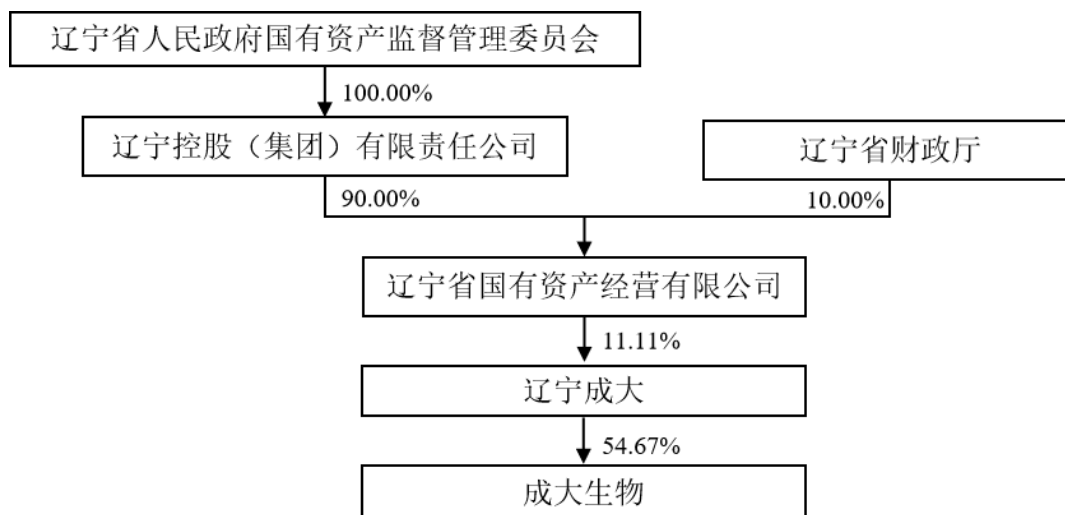 辽宁省人民政府国有资产监督管理委员会
100.00%
辽宁控股（集团）有限责任公司
辽宁省财政厅
90.00%
10.00%
辽宁省国有资产经营有限公司
11.11%
辽宁成大
54.67%
成大生物